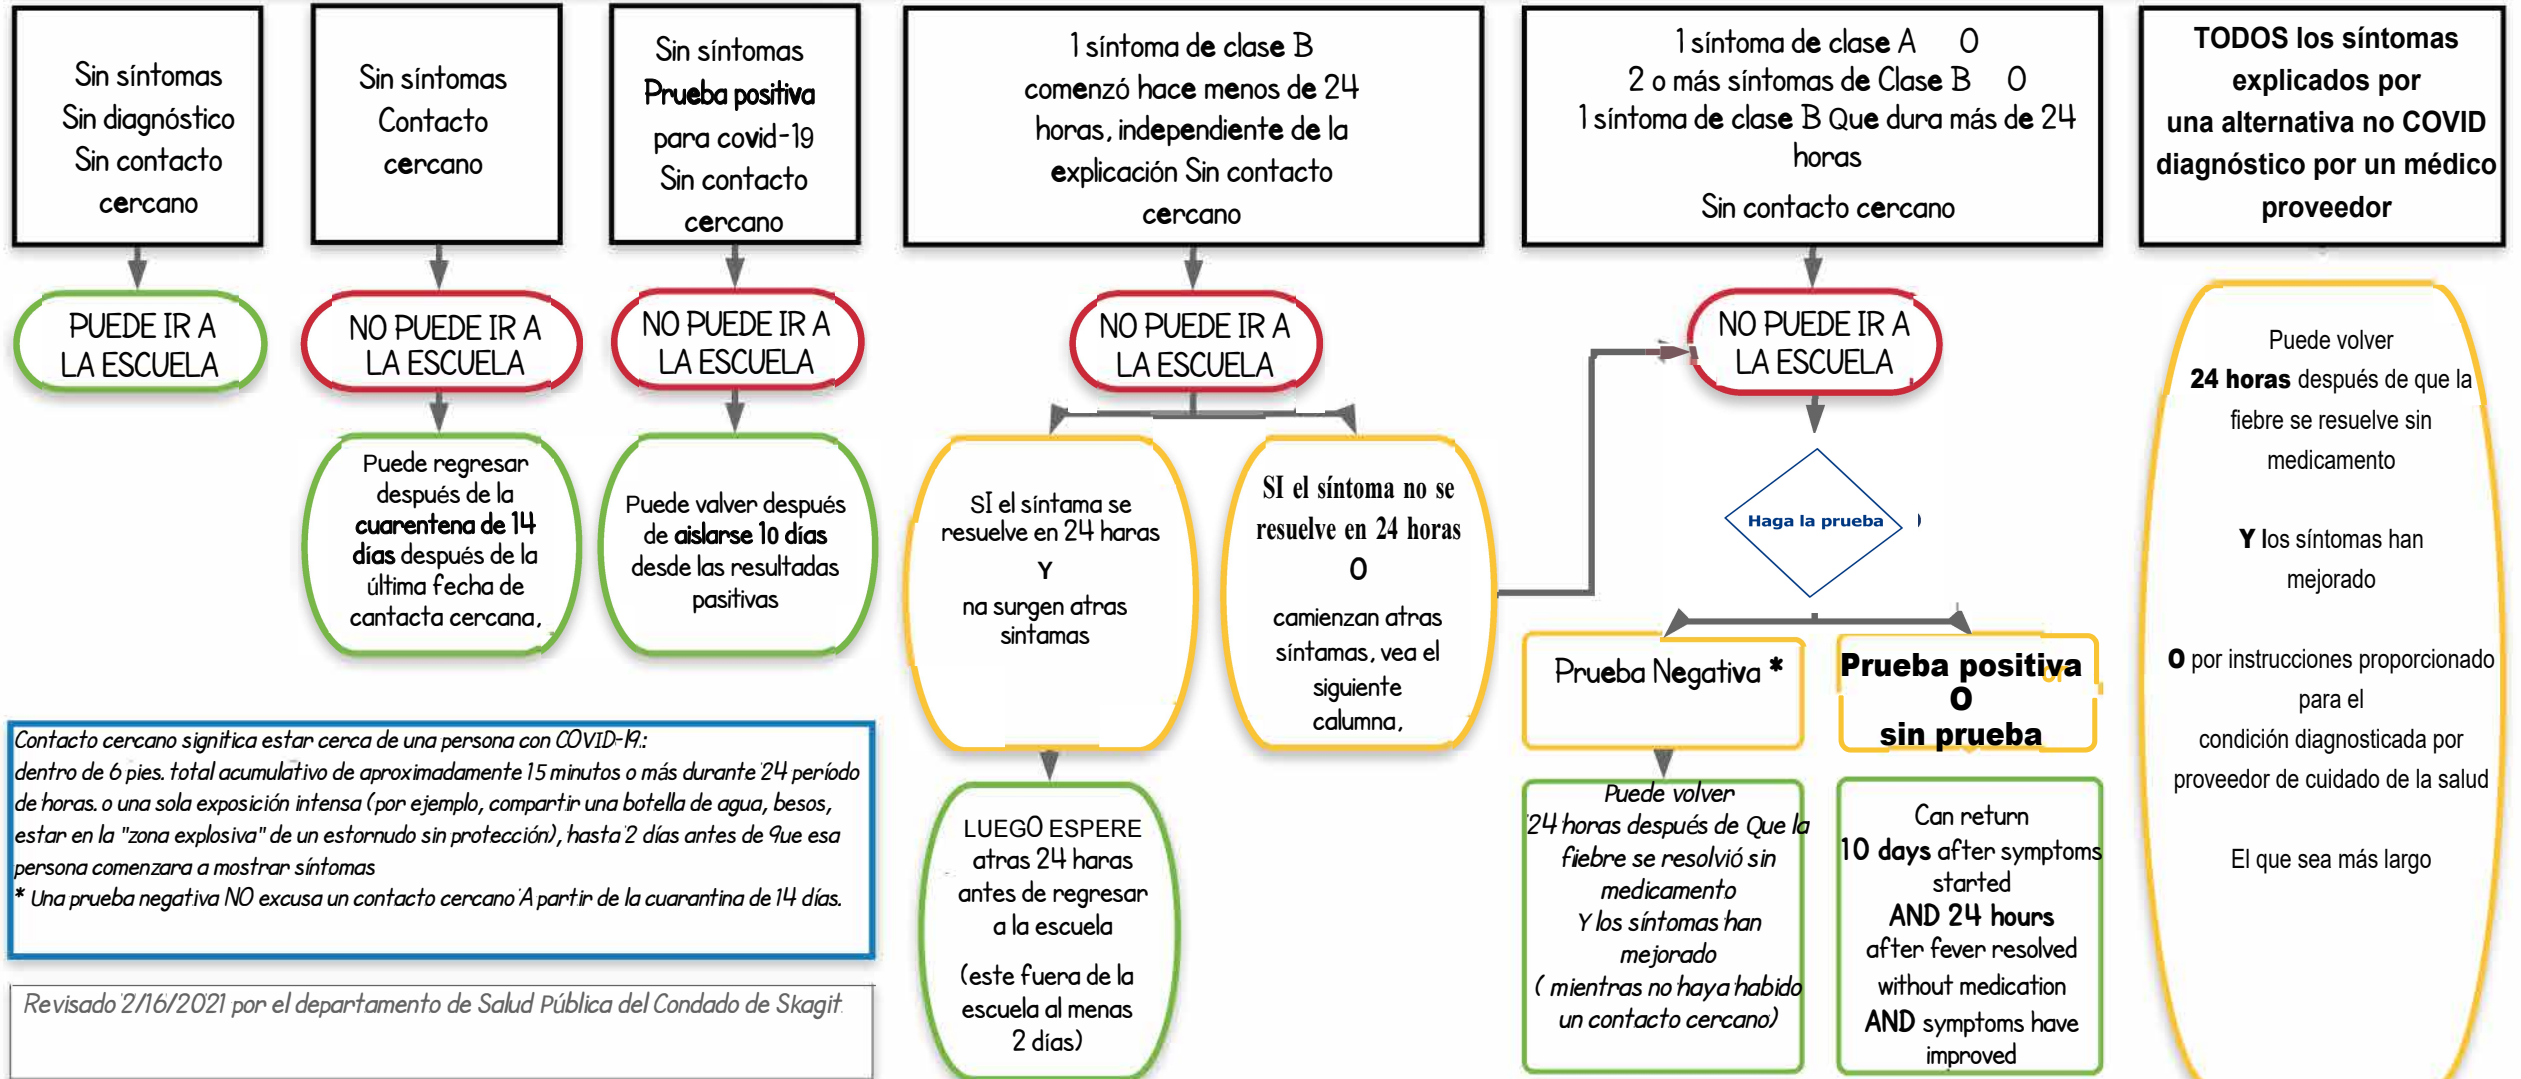 Sin síntomas
Sin diagnóstico
Sin contacto
cercano
PUEDE IR A
LA ESCUELA
Sin síntomas
Contacto
cercano
NO PUEDE IR A
LA ESCUELA
Puede regresar
después de la
cuarentena de 14
días después de la
última fecha de
cantacta cercana,
Sin síntomas
Prueba positiva
para covid-19
Sin contacto
cercano
NO PUEDE IR A
LA ESCUELA
Puede valver después
de aislarse 10 días
desde las resultadas
pasitivas
1 síntoma de clase B
comenzó hace menos de 24
horas, independiente de la
explicación Sin contacto
cercano
NO PUEDE IR A
LA ESCUELA
SI el síntama se
resuelve en 24 haras
Y
na surgen atras
sintamas
LUEGO ESPERE
atras 24 haras
antes de regresar
a la escuela
(este fuera de la
escuela al menas
2 días)
SI el síntoma no se
resuelve en 24 horas
O
camienzan atras
síntamas, vea el
siguiente
calumna,
1 síntoma de clase A O
2 o más síntomas de Clase B O
1 síntoma de clase B Que dura más de 24
horas
Sin contacto cercano
NO PUEDE IR A
LA ESCUELA
Haga la prueba
Prueba Negativa *
Puede volver
24 horas después de Que la
fiiebre se resolvió sin
medicamento
Y los síntomas han
mejorado
( mientras no haya habido
un contacto cercano)
Prueba positiva
O
sin prueba
Can return
10 days after symptoms
started
AND 24 hours
after fever resolved
without medication
AND symptoms have
improved
TODOS los síntomas
explicados por
una alternativa no COVID
diagnóstico por un médico
proveedor
Puede volver
24 horas después de que la
fiebre se resuelve sin
medicamento
Y los síntomas han
mejorado
O por instrucciones proporcionado
para el
condición diagnosticada por
proveedor de cuidado de la salud
El que sea más largo
Contacto cercano signitica estar cerca de una persona con COVID-19.:
dentro de 6 pies. total acumulativo de aproximadamente 15 minutos o más durante 24 período
de horas. o una sola exposición intensa (por ejemplo, compartir una botella de agua, besos,
estar en la "zona explosiva" de un estornudo sin protección), hasta 2 días antes de que esa
persona comenzara a mostrar síntomas
* Una prueba negativa NO excusa un contacto cercano A partir de la cuarantina de 14 días.
Revisado 2/16/2021 por el departamento de Salud Pública del Condado de Skagit.